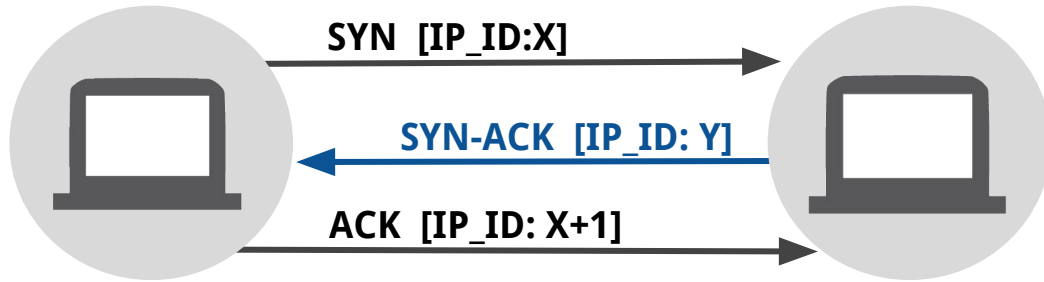 SYN [IP_ID:X]
SYN-ACK [IP_ID: Y]
ACK [IP_ID: X+1]